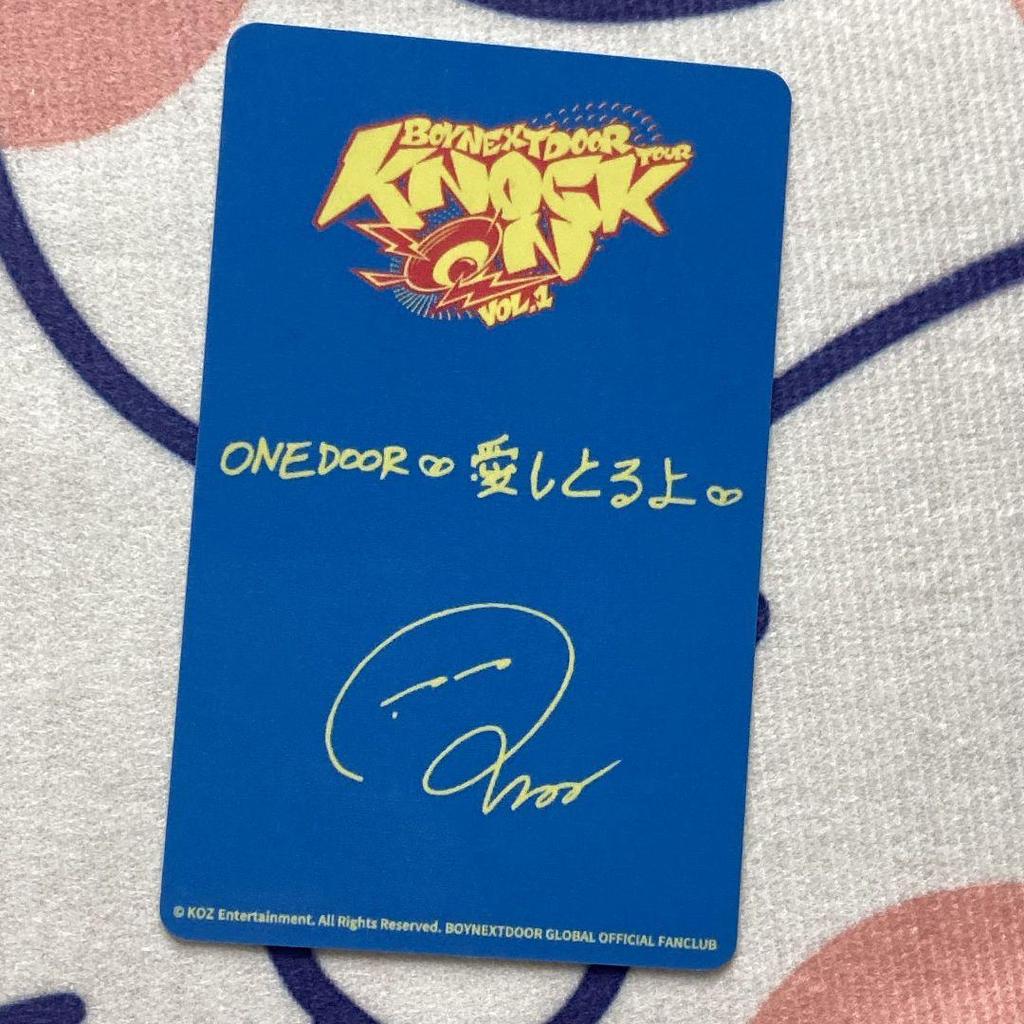 BOYNEXTDOOR TOUR
KNOCK
ON
VOL.1
ONEDOOR♡ 愛しとるよ♡
© KOZ Entertainment. All Rights Reserved. BOYNEXTDOOR GLOBAL OFFICIAL FANCLUB